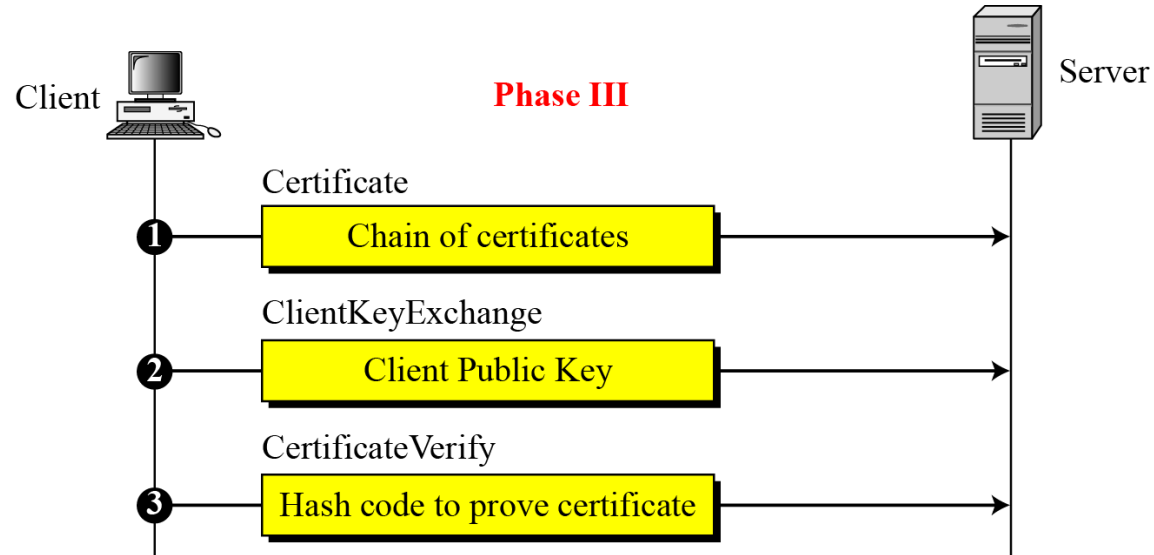 Client
Phase III
Server
Certificate
1
Chain of certificates
ClientKeyExchange
2
Client Public Key
CertificateVerify
3
Hash code to prove certificate